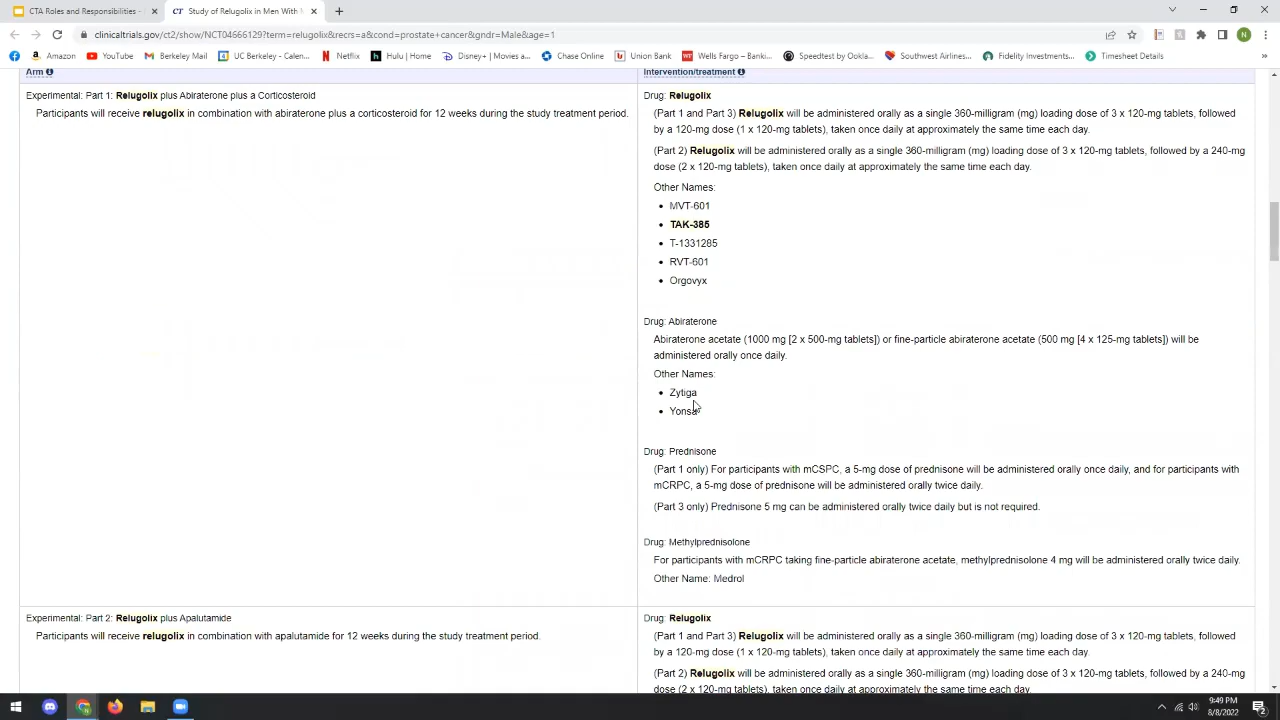 CTA Roles and Responsibilities -
CT Study of Relugolix in Men With
clinicaltrials.gov/ct2/show/NCT04666129?term=relugolix&recrs=a&cond=prostate+cancer&gndr=Male&age=1
N
Amazon
YouTube
Berkeley Mail
UC Berkeley - Calen...
Netflix
Hulu | Home
Disney+ | Movies a...
Chase Online
Union Bank
Wells Fargo – Banki...
Speedtest by Ookla...
Southwest Airlines...
Fidelity Investments...
Timesheet Details
Arm
Intervention/treatment
Experimental: Part 1: Relugolix plus Abiraterone plus a Corticosteroid
Participants will receive relugolix in combination with abiraterone plus a corticosteroid for 12 weeks during the study treatment period.
Drug: Relugolix
(Part 1 and Part 3) Relugolix will be administered orally as a single 360-milligram (mg) loading dose of 3 x 120-mg tablets, followed
by a 120-mg dose (1 x 120-mg tablets), taken once daily at approximately the same time each day.
(Part 2) Relugolix will be administered orally as a single 360-milligram (mg) loading dose of 3 x 120-mg tablets, followed by a 240-mg
dose (2 x 120-mg tablets), taken once daily at approximately the same time each day.
Other Names:
• MVT-601
• TAK-385
• T-1331285
• RVT-601
• Orgovyx
Drug: Abiraterone
Abiraterone acetate (1000 mg [2 x 500-mg tablets]) or fine-particle abiraterone acetate (500 mg [4 x 125-mg tablets]) will be
administered orally once daily.
Other Names:
• Zytiga
• Yonsa
Drug: Prednisone
(Part 1 only) For participants with mCSPC, a 5-mg dose of prednisone will be administered orally once daily, and for participants with
mCRPC, a 5-mg dose of prednisone will be administered orally twice daily.
(Part 3 only) Prednisone 5 mg can be administered orally twice daily but is not required.
Drug: Methylprednisolone
For participants with mCRPC taking fine-particle abiraterone acetate, methylprednisolone 4 mg will be administered orally twice daily.
Other Name: Medrol
Experimental: Part 2: Relugolix plus Apalutamide
Participants will receive relugolix in combination with apalutamide for 12 weeks during the study treatment period.
Drug: Relugolix
(Part 1 and Part 3) Relugolix will be administered orally as a single 360-milligram (mg) loading dose of 3 x 120-mg tablets, followed
by a 120-mg dose (1 x 120-mg tablets), taken once daily at approximately the same time each day.
(Part 2) Relugolix will be administered orally as a single 360-milligram (mg) loading dose of 3 x 120-mg tablets, followed by a 240-mg
dose (2 x 120-mg tablets), taken once daily at approximately the same time each day.
9:49 PM
8/8/2022
2